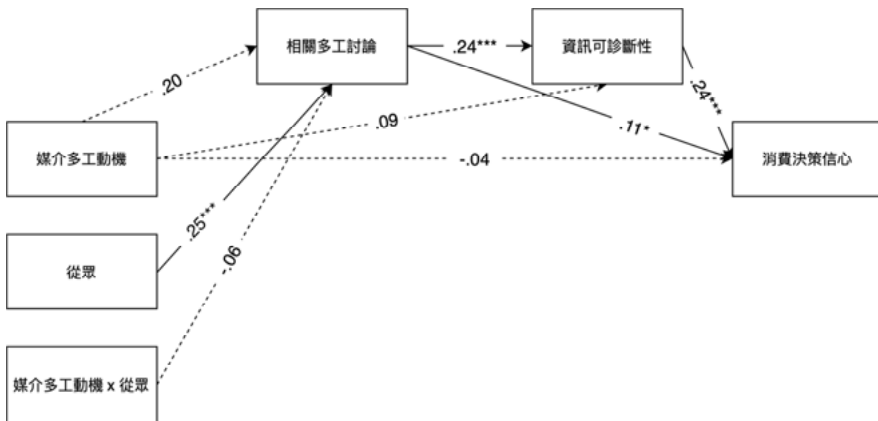 相關多工討論
.24***
資訊可診斷性
.20
.24***
.09
.11*
媒介多工動機
-.04
消費決策信心
.25***
從眾
-.06
媒介多工動機 x 從眾